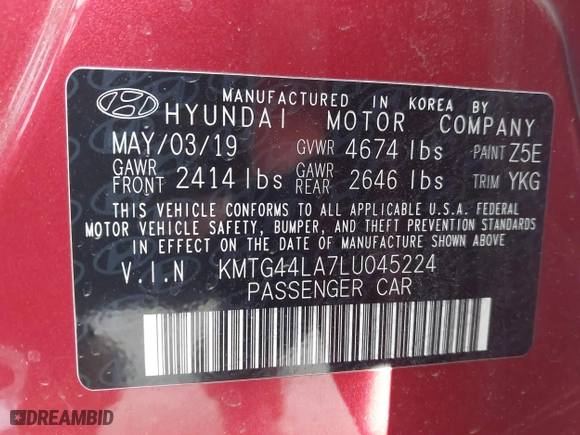 MANUFACTURED IN KOREA BY
HYUNDAI MOTOR COMPANY
MAY/03/19 GVWR 4674 lbs PAINT Z5E
GAWR FRONT 2414 lbs GAWR REAR 2646 lbs TRIM YKG
THIS VEHICLE CONFORMS TO ALL APPLICABLE U.S.A. FEDERAL
MOTOR VEHICLE SAFETY, BUMPER, AND THEFT PREVENTION STANDARDS
IN EFFECT ON THE DATE OF MANUFACTURE SHOWN ABOVE.
V.I.N KMTG44LA7LU045224
PASSENGER CAR
DREAMBID